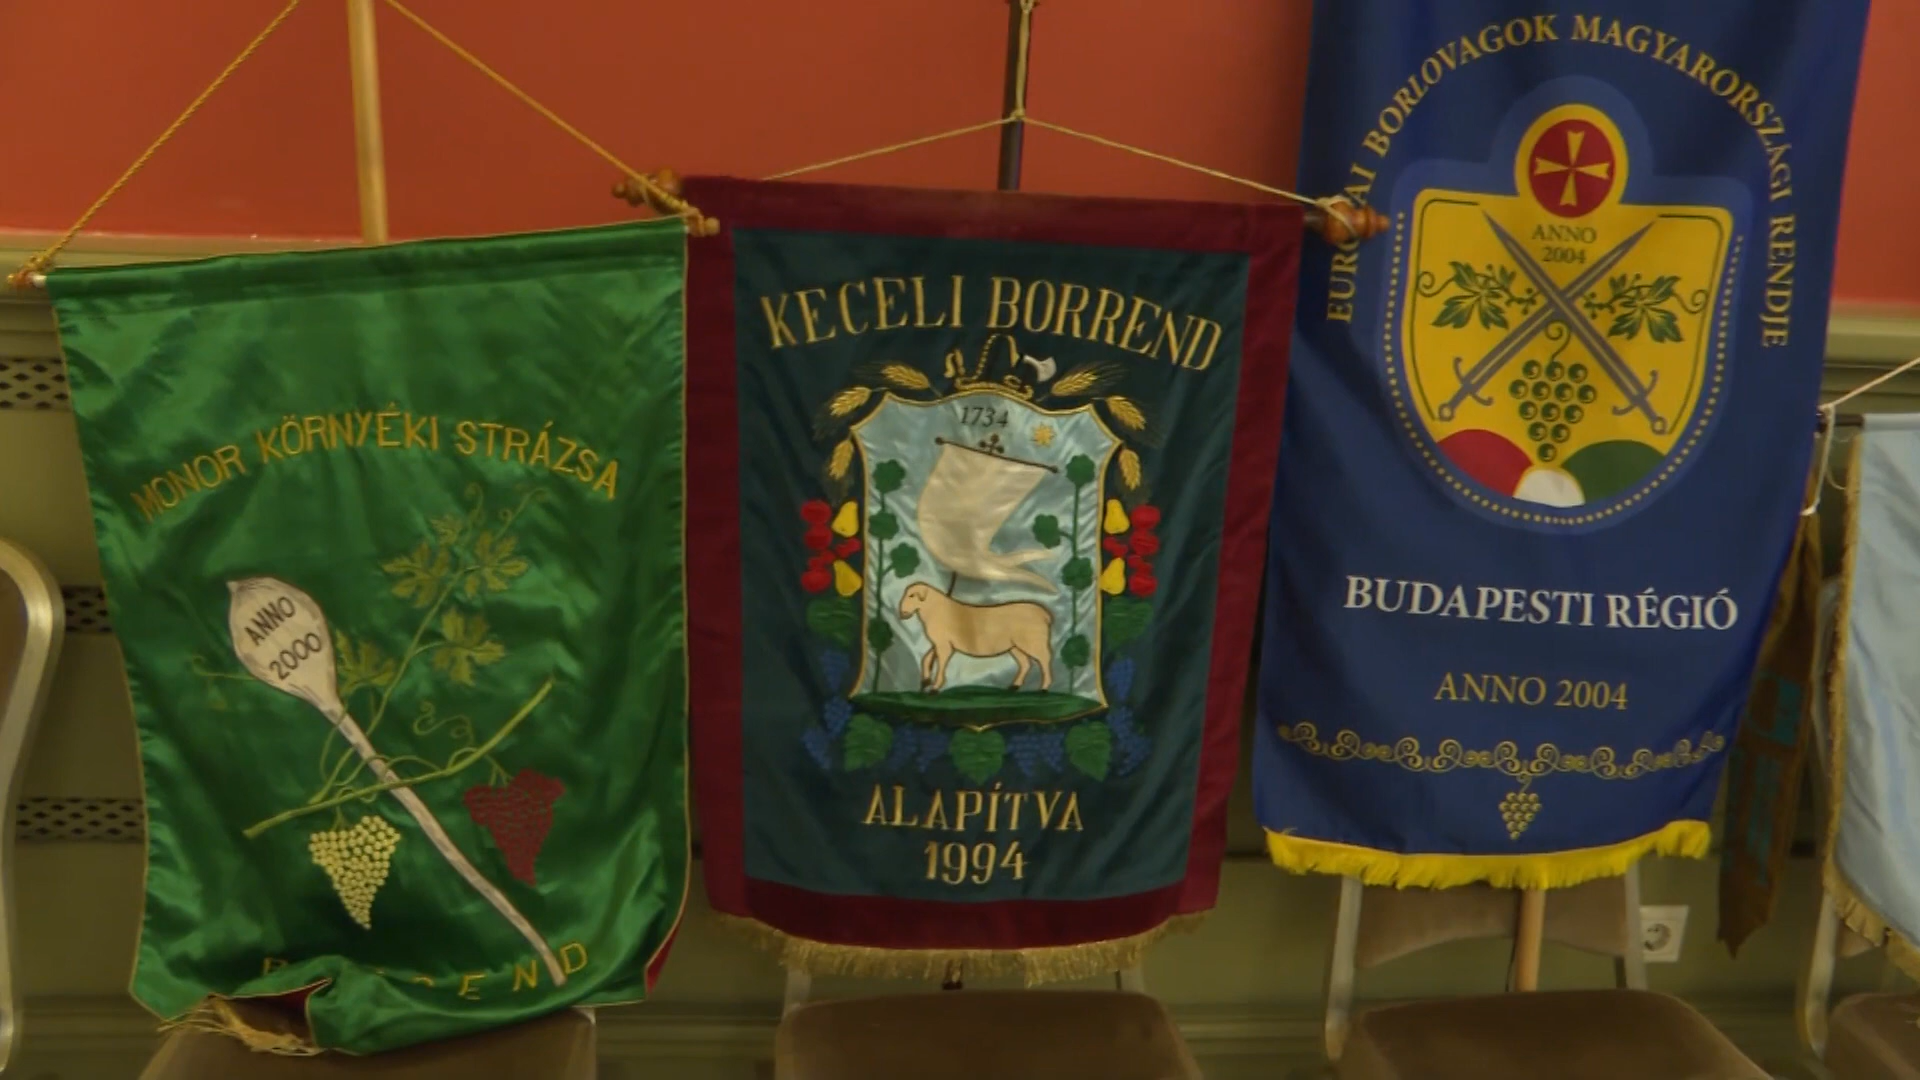 MONOR KÖRNYÉKI STRÁZSA
ANNO
2000
KECELI BORREND
1734
ALAPÍTVA
1994
EURÓPAI BORLOVAGOK MAGYARORSZÁGI RENDJE
ANNO
2004
BUDAPESTI RÉGIÓ
ANNO 2004